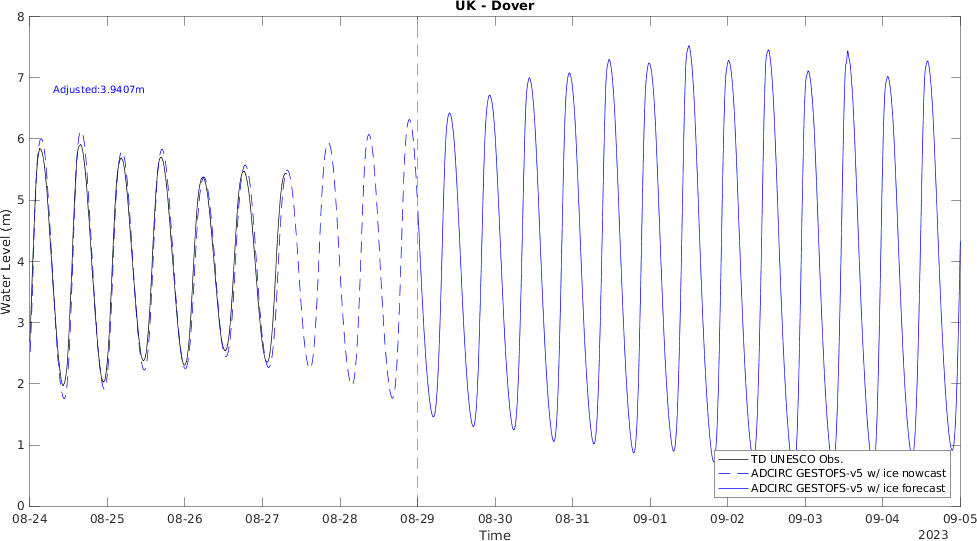 UK - Dover
8
7
Adjusted:3.9407m
6
5
4
3
2
1
0
Water Level (m)
TD UNESCO Obs.
ADCIRC GESTOFS-v5 w/ ice nowcast
ADCIRC GESTOFS-v5 w/ ice forecast
08-24 08-25 08-26 08-27 08-28 08-29 08-30 08-31 09-01 09-02 09-03 09-04 09-05
Time
2023